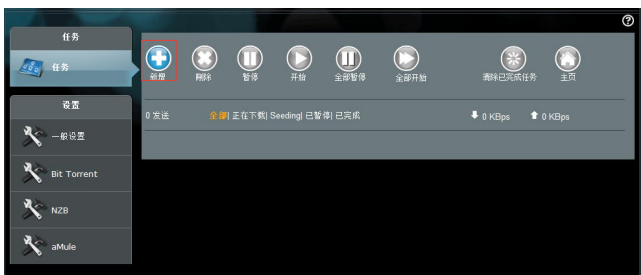 任务
任务
设置
一般设置
Bit Torrent
NZB
aMule
新增 刪除 暂停 开始 全部暂停 全部开始 清除已完成任务 主页
0 发送 全部| 正在下载| Seeding| 已暂停| 已完成 0 KBps 0 KBps